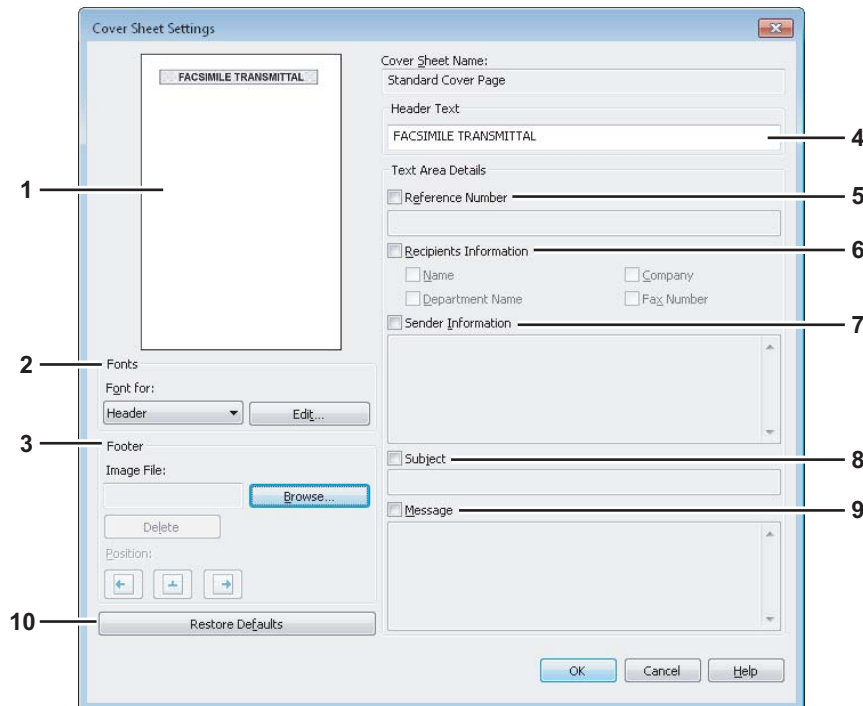 Cover Sheet Settings
FACSIMILE TRANSMITTAL
1
2
Fonts
Font for:
Header
Edit...
3
Footer
Image File:
Browse...
Delete
Position:
10
Restore Defaults
Cover Sheet Name:
Standard Cover Page
Header Text
FACSIMILE TRANSMITTAL
4
Text Area Details
Reference Number
5
Recipients Information
6
Name
Company
Department Name
Fax Number
Sender Information
7
Subject
8
Message
9
OK
Cancel
Help